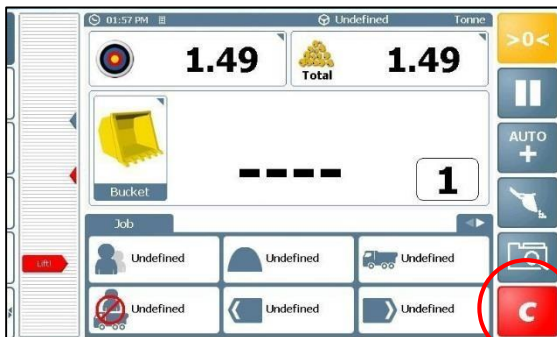 01:57 PM Undefined Tonne
>0<
1.49 Total 1.49
AUTO
+
Bucket ---- 1
Job
Lift!
Undefined Undefined Undefined
Undefined Undefined Undefined
C